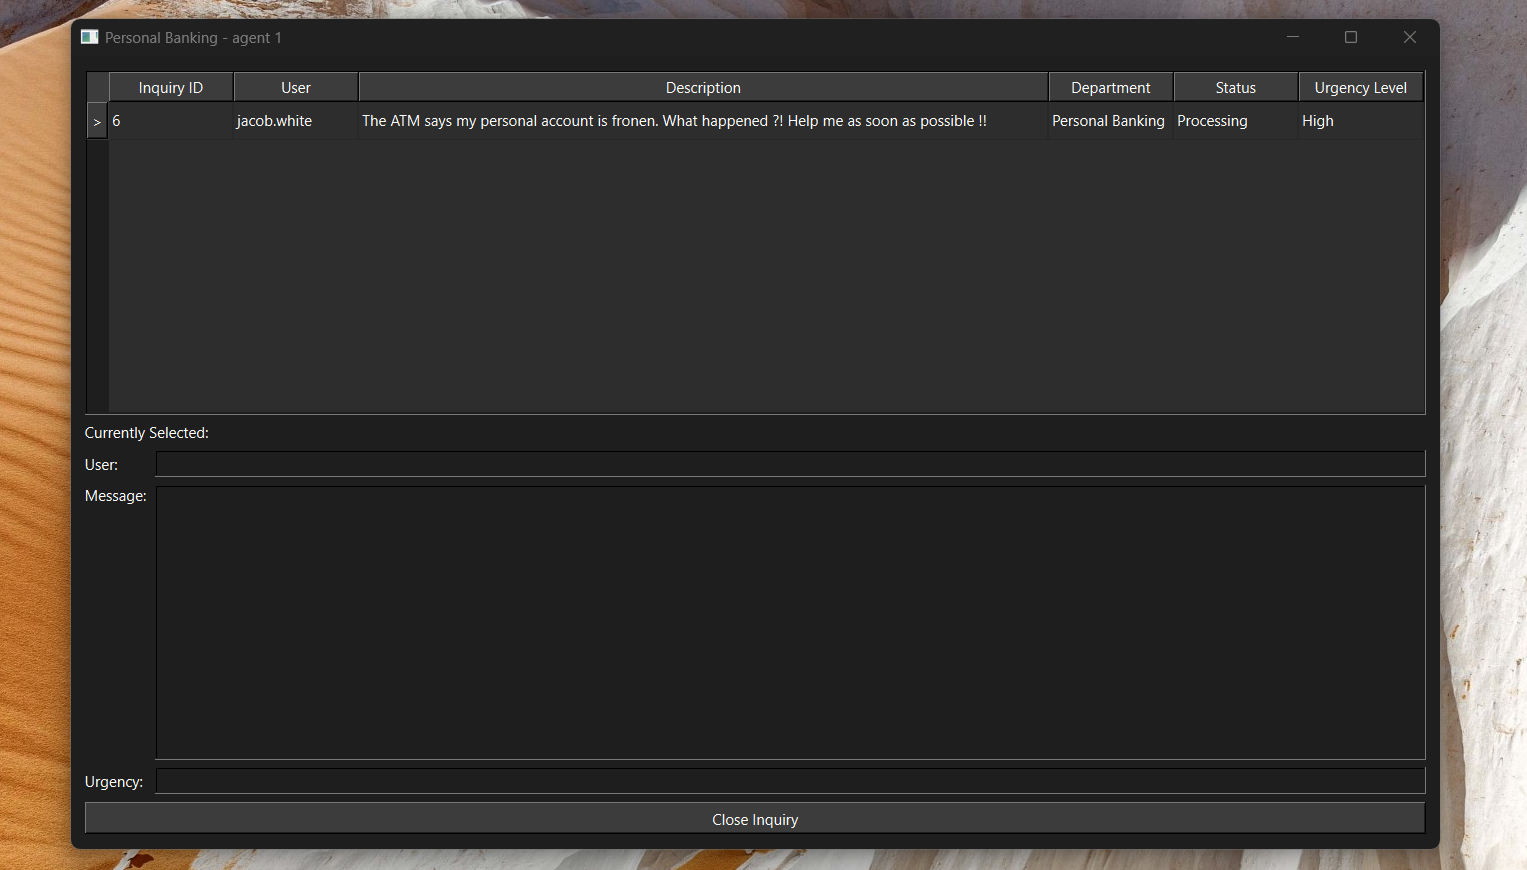 Personal Banking - agent 1
Inquiry ID User Description Department Status Urgency Level
> 6 jacob.white The ATM says my personal account is fronen. What happened ?! Help me as soon as possible !! Personal Banking Processing High
Currently Selected:
User:
Message:
Urgency:
Close Inquiry